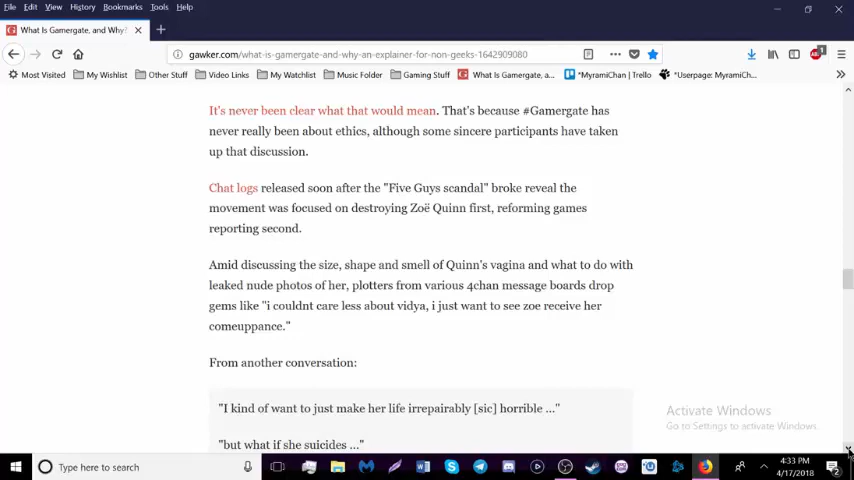 File Edit View History Bookmarks Tools Help
What Is Gamergate, and Why?
gawker.com/what-is-gamergate-and-why-an-explainer-for-non-geeks-1642909080
Most Visited My Wishlist Other Stuff Video Links My Watchlist Music Folder Gaming Stuff What Is Gamergate, a... *MyramiChan | Trello *Userpage: MyramiCh...
It's never been clear what that would mean. That's because #Gamergate has
never really been about ethics, although some sincere participants have taken
up that discussion.
Chat logs released soon after the "Five Guys scandal" broke reveal the
movement was focused on destroying Zoë Quinn first, reforming games
reporting second.
Amid discussing the size, shape and smell of Quinn's vagina and what to do with
leaked nude photos of her, plotters from various 4chan message boards drop
gems like "i couldnt care less about vidya, i just want to see zoe receive her
comeuppance."
From another conversation:
"I kind of want to just make her life irrepairably [sic] horrible ..."
"but what if she suicides ..."
Activate Windows
Go to Settings to activate Windows.
Type here to search
4:33 PM
4/17/2018